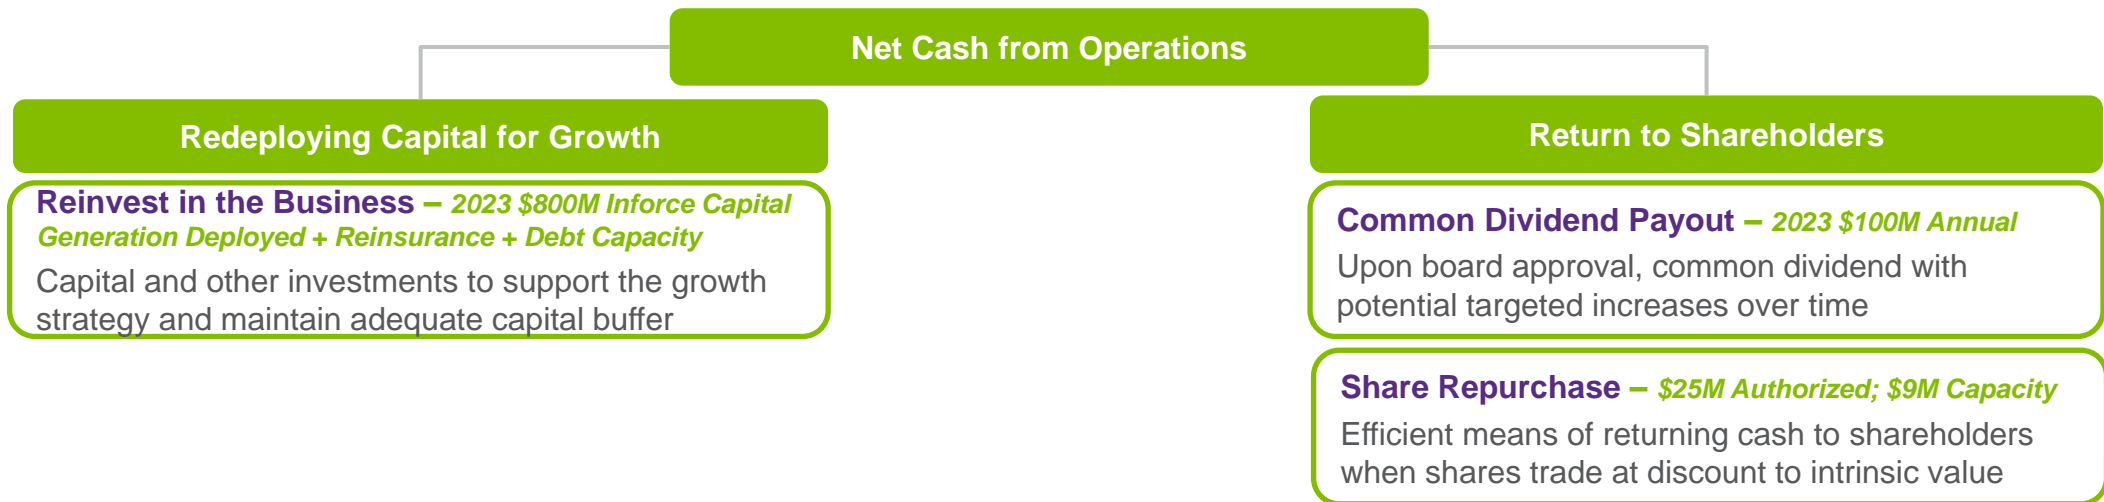 Net Cash from Operations
Redeploying Capital for Growth
Reinvest in the Business – 2023 $800M Inforce Capital
Generation Deployed + Reinsurance + Debt Capacity
Capital and other investments to support the growth
strategy and maintain adequate capital buffer
Return to Shareholders
Common Dividend Payout – 2023 $100M Annual
Upon board approval, common dividend with
potential targeted increases over time
Share Repurchase – $25M Authorized; $9M Capacity
Efficient means of returning cash to shareholders
when shares trade at discount to intrinsic value